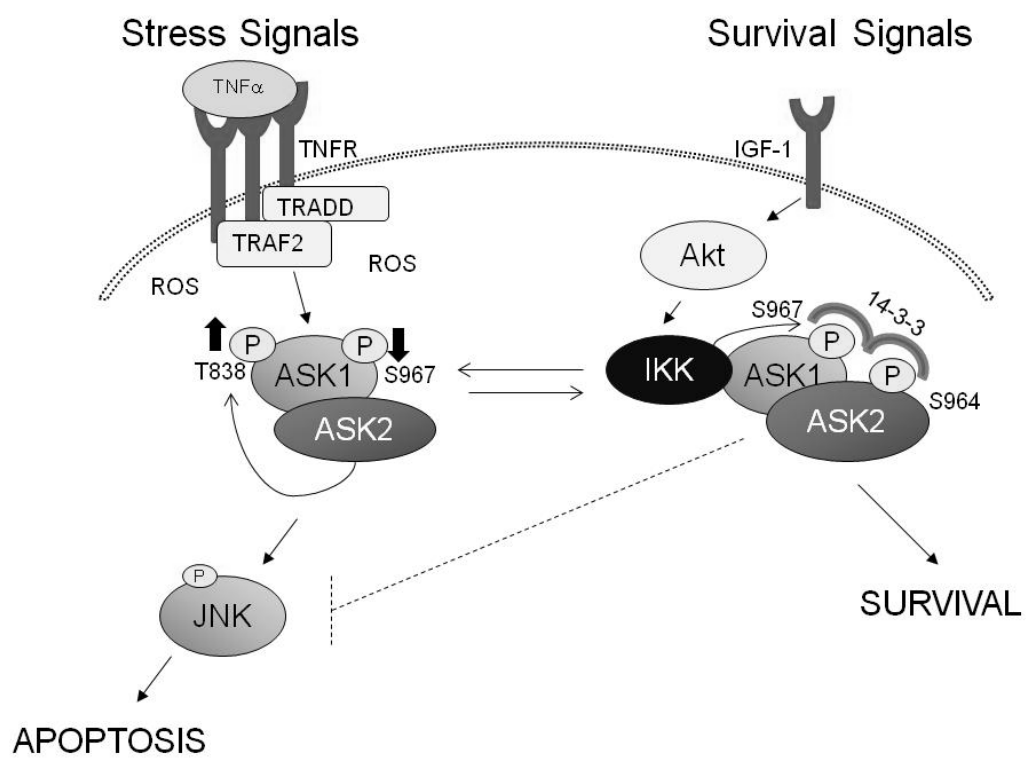 Stress Signals
Survival Signals
TNFα
TNFR
IGF-1
TRADD
TRAF2
ROS
ROS
Akt
P
P
T838
ASK1
S967
ASK2
S967
14-3-3
IKK
P
ASK1
P
ASK2
S964
P
JNK
SURVIVAL
APOPTOSIS